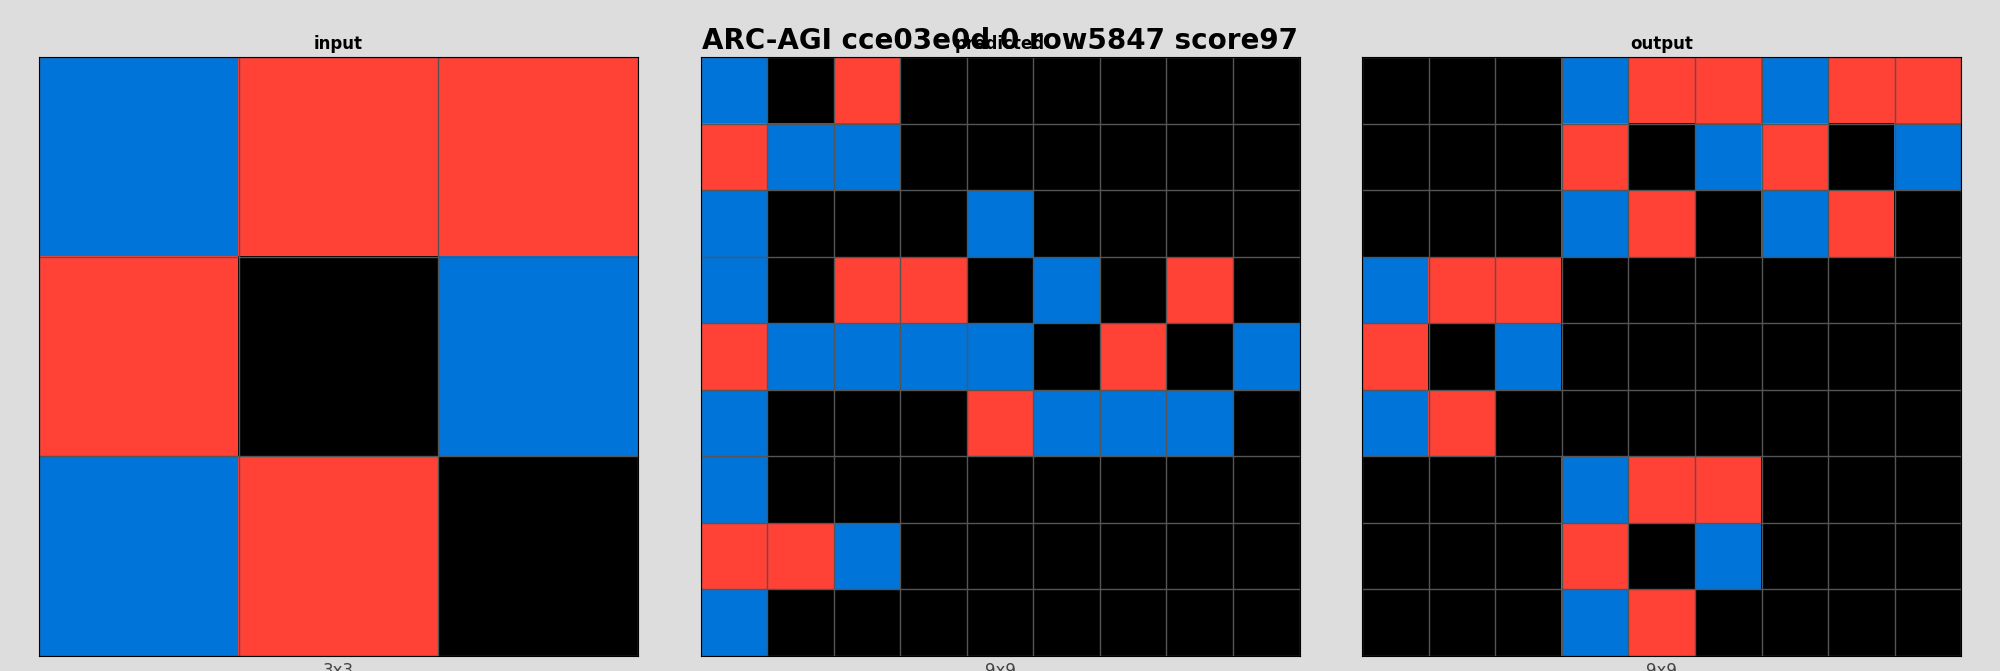 ARC-AGI cce03e0d 0 row5847 score97
input
predicted
output
3x3
9x9
9x9